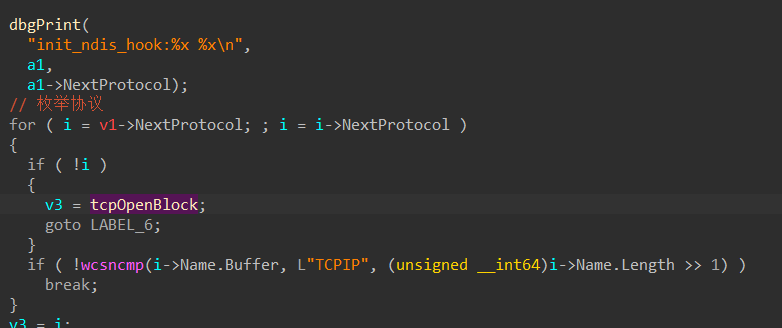 dbgPrint(
"init_ndis_hook:%x %x\n",
a1,
a1->NextProtocol);
// 枚举协议
for ( i = v1->NextProtocol; ; i = i->NextProtocol )
{
if ( !i )
{
v3 = tcpOpenBlock;
goto LABEL_6;
}
if ( !wcsncmp(i->Name.Buffer, L"TCPIP", (unsigned __int64)i->Name.Length >> 1) )
break;
}
v3 = i;